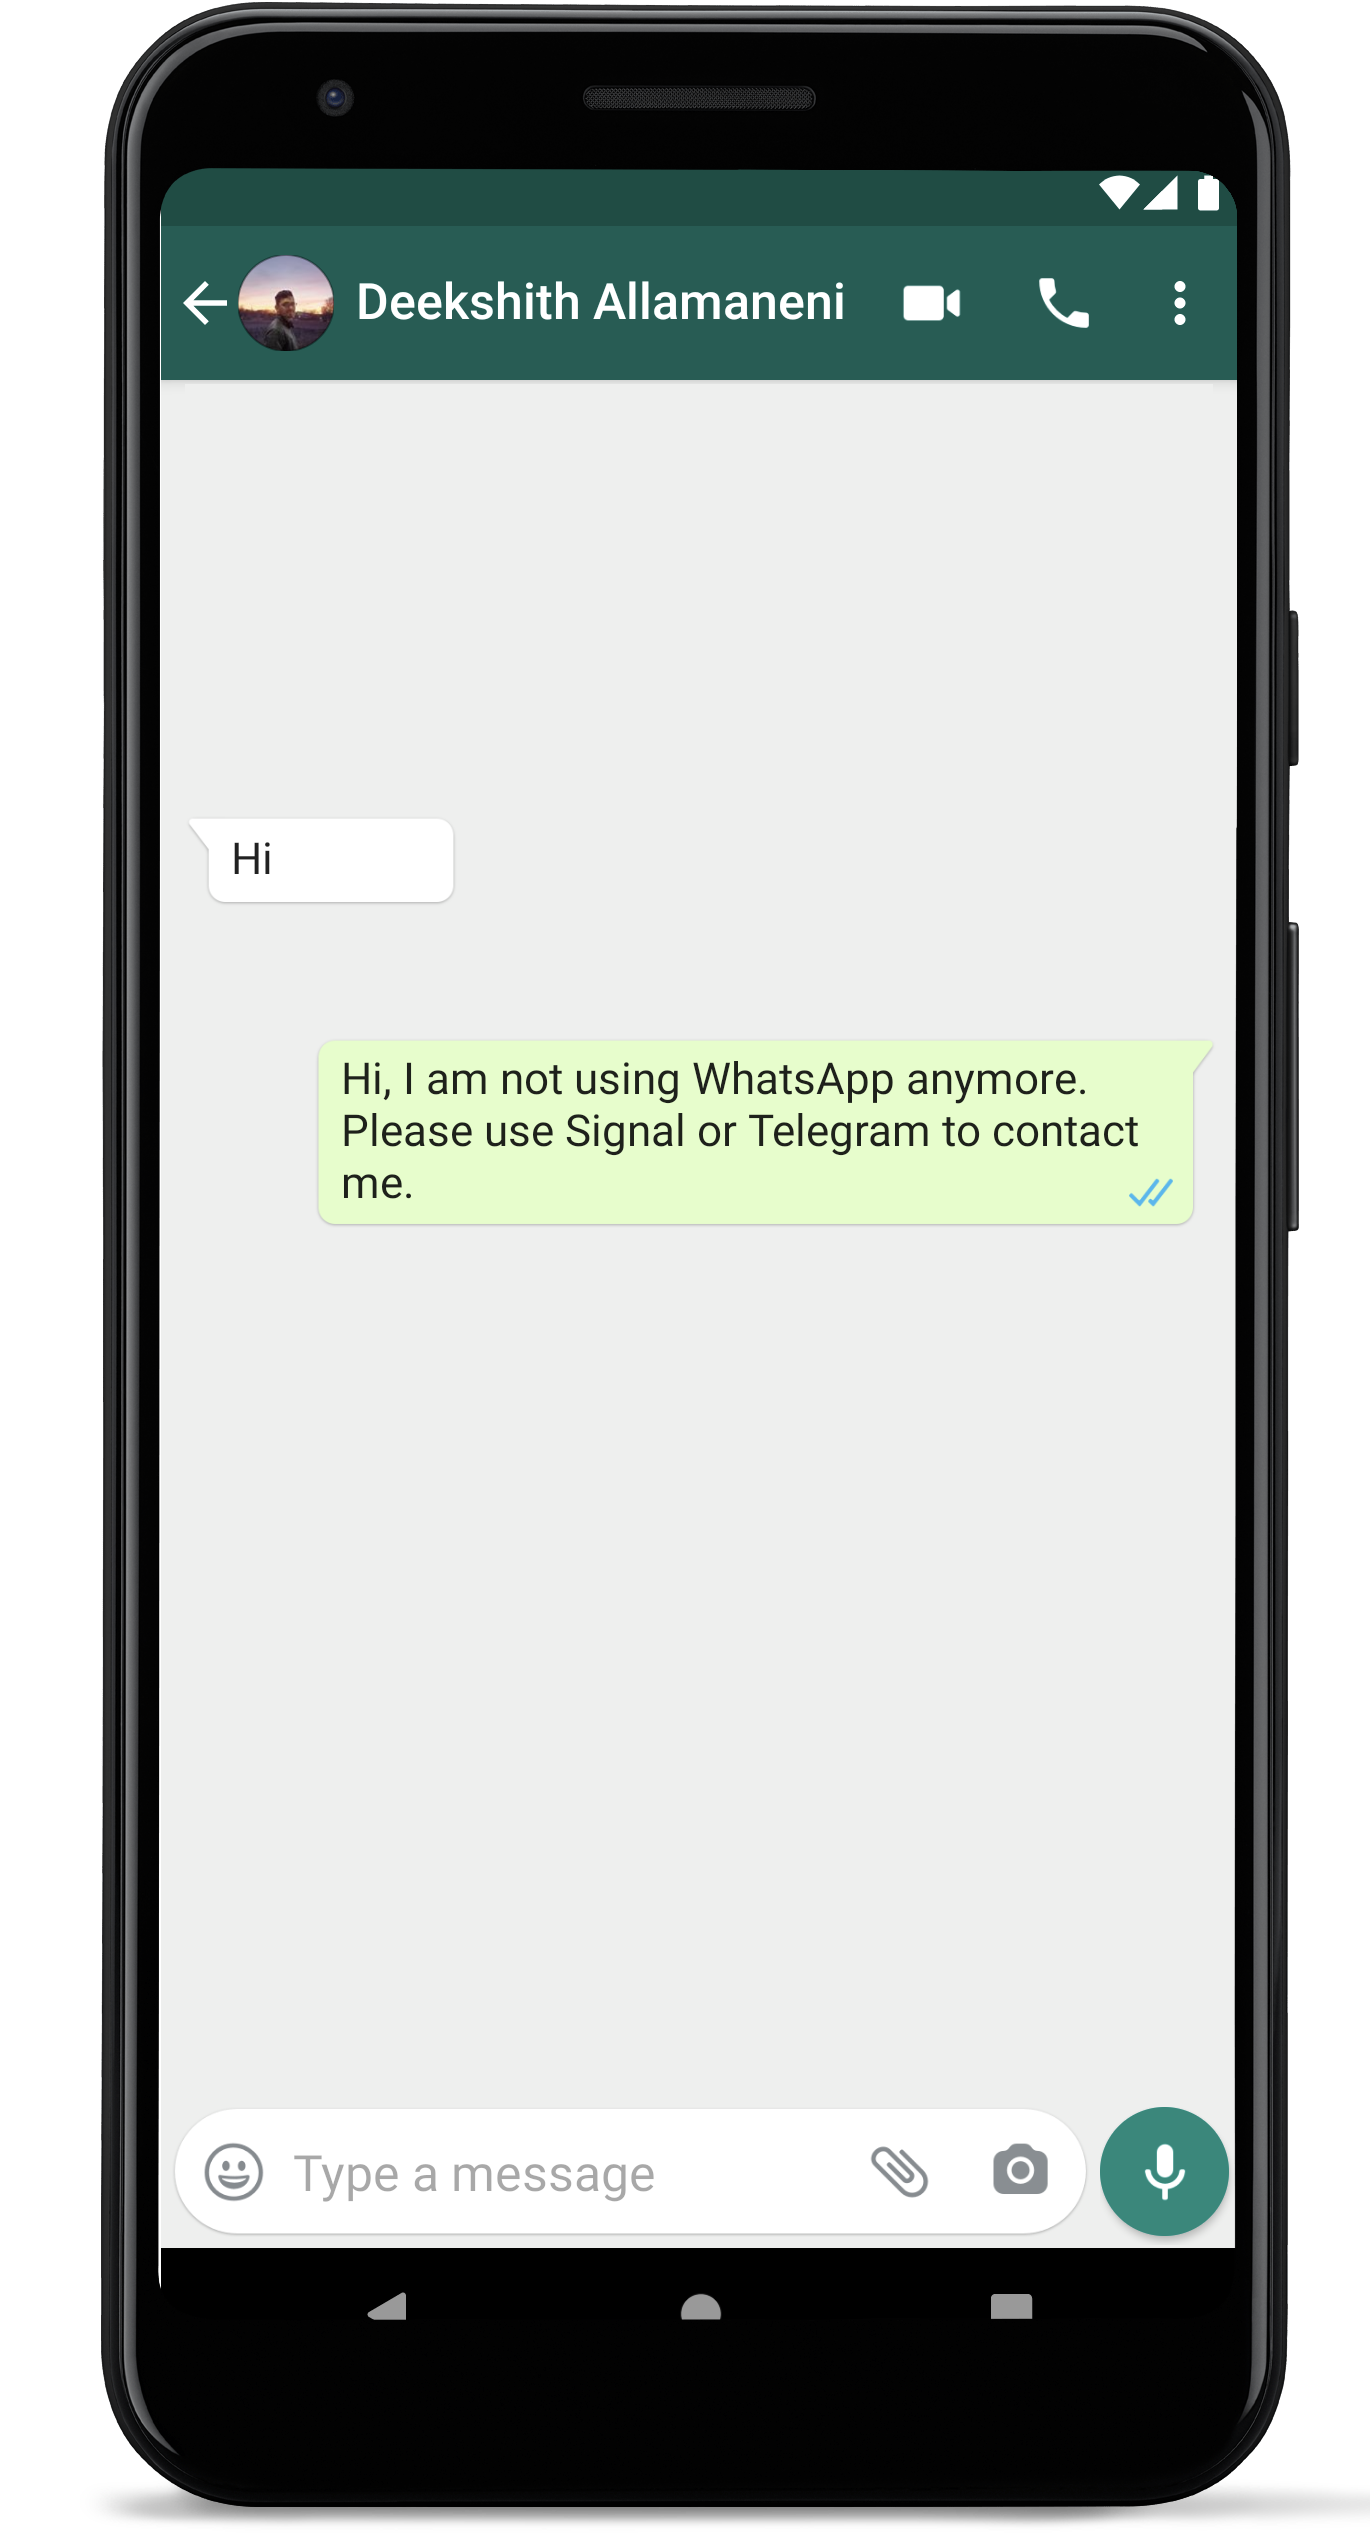 Deekshith Allamaneni
Hi
Hi, I am not using WhatsApp anymore.
Please use Signal or Telegram to contact
me.
Type a message